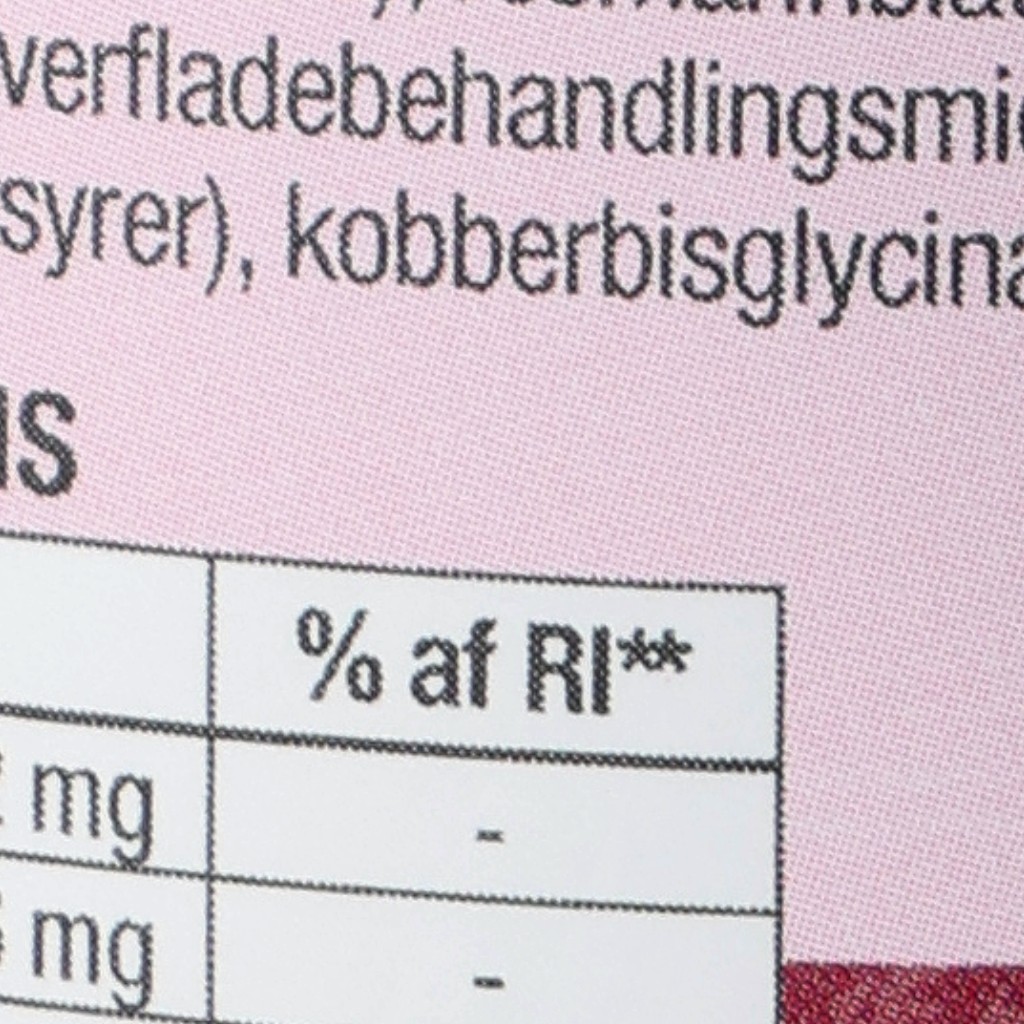 verfladebehandlingsmi
syrer), kobberbisglycina
% af RI**
mg -
mg -